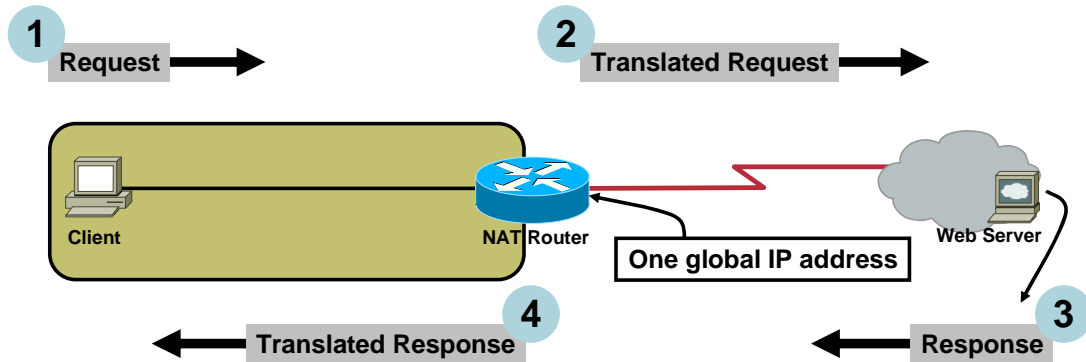 1
Request
2
Translated Request
Client
NAT Router
Web Server
One global IP address
4
Translated Response
3
Response